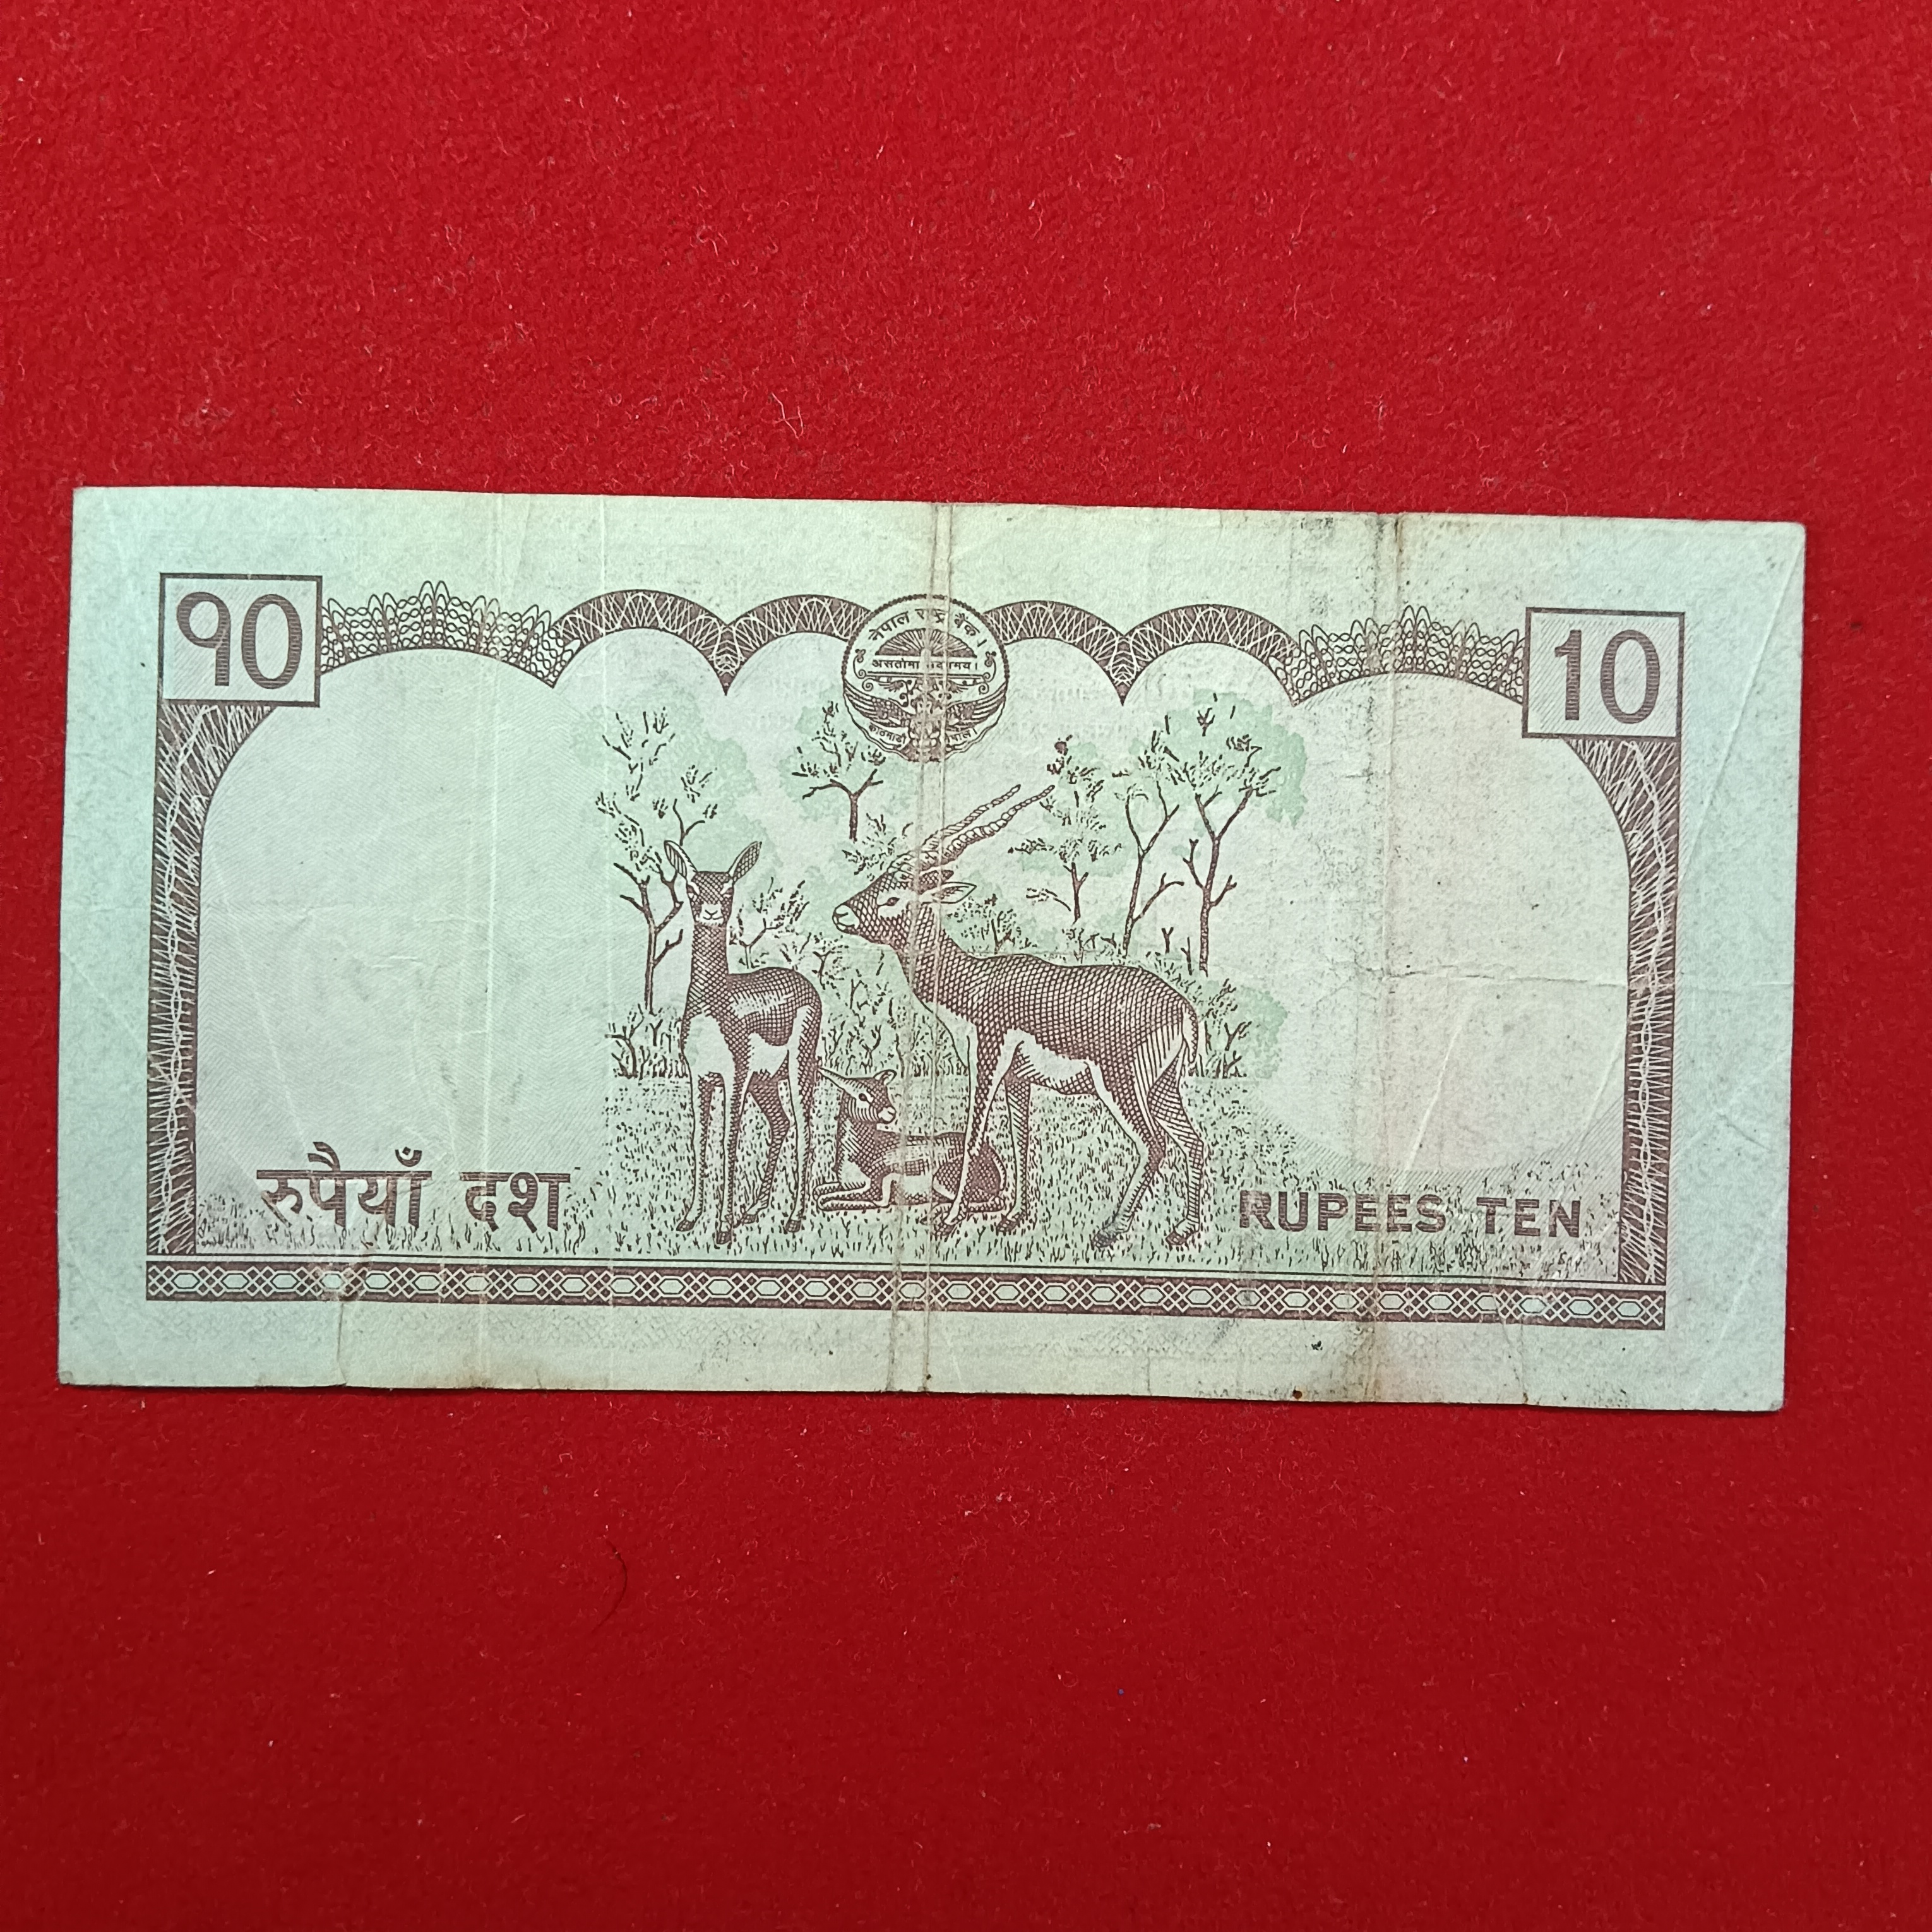 १०
10
नेपाल राष्ट्र बैंक।
असतोमा सद्गमय।
रुपैयाँ दश
RUPEES TEN